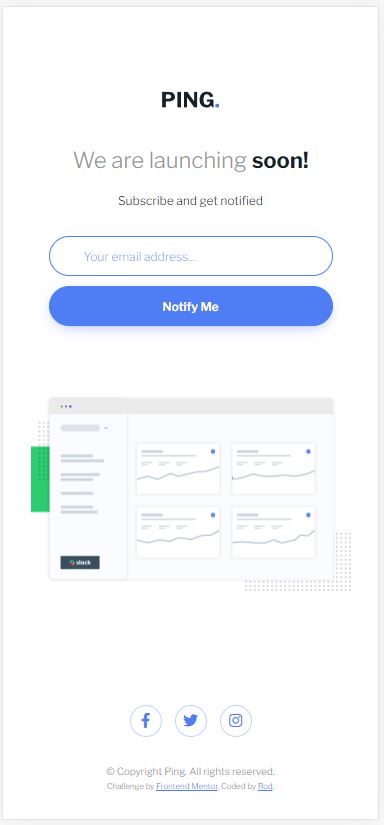 PING.
We are launching soon!
Subscribe and get notified
Your email address...
Notify Me
slack
© Copyright Ping. All rights reserved.
Challenge by Frontend Mentor. Coded by Rod.